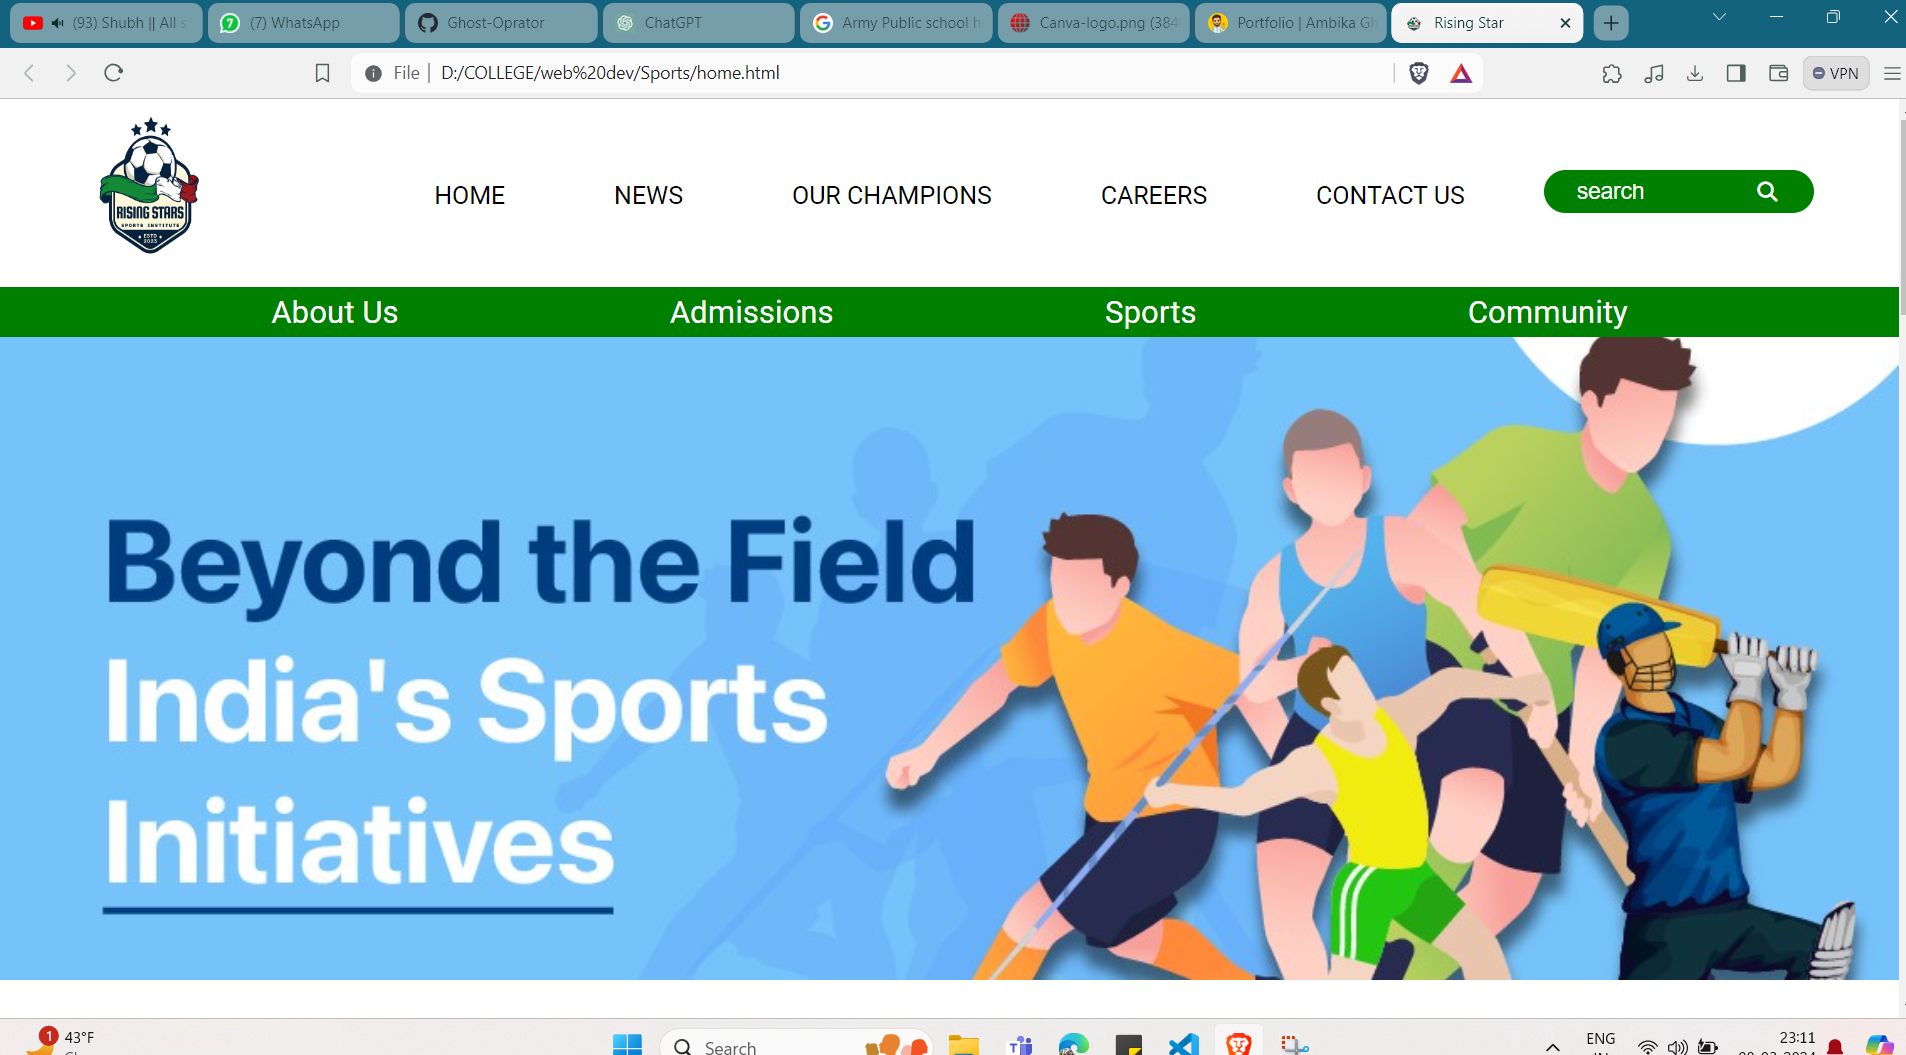 (93) Shubh || All s
(7) WhatsApp
Ghost-Oprator
ChatGPT
Army Public school h
Canva-logo.png (384
Portfolio | Ambika Gh
Rising Star
File
D:/COLLEGE/web%20dev/Sports/home.html
VPN
RISING STARS
SPORTS INSTITUTE
ESTD
2023
HOME
NEWS
OUR CHAMPIONS
CAREERS
CONTACT US
search
About Us
Admissions
Sports
Community
Beyond the Field
India's Sports
Initiatives
1
43°F
Search
ENG
23:11